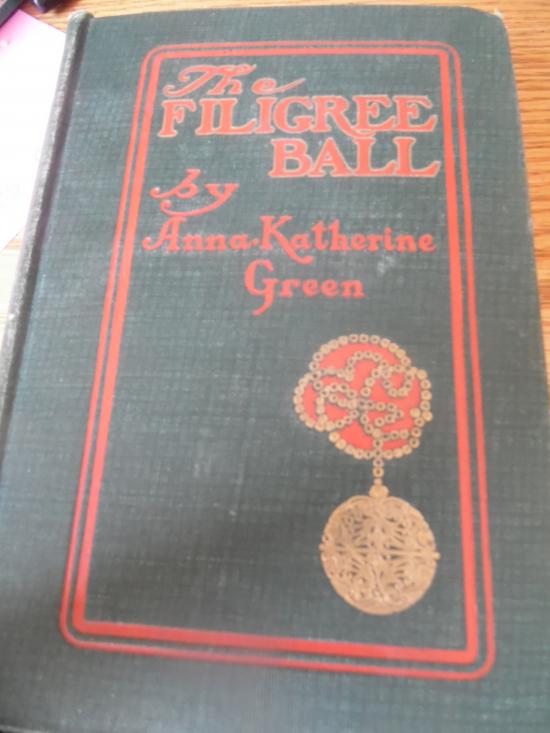 The
FILIGREE
BALL
by
Anna Katherine
Green